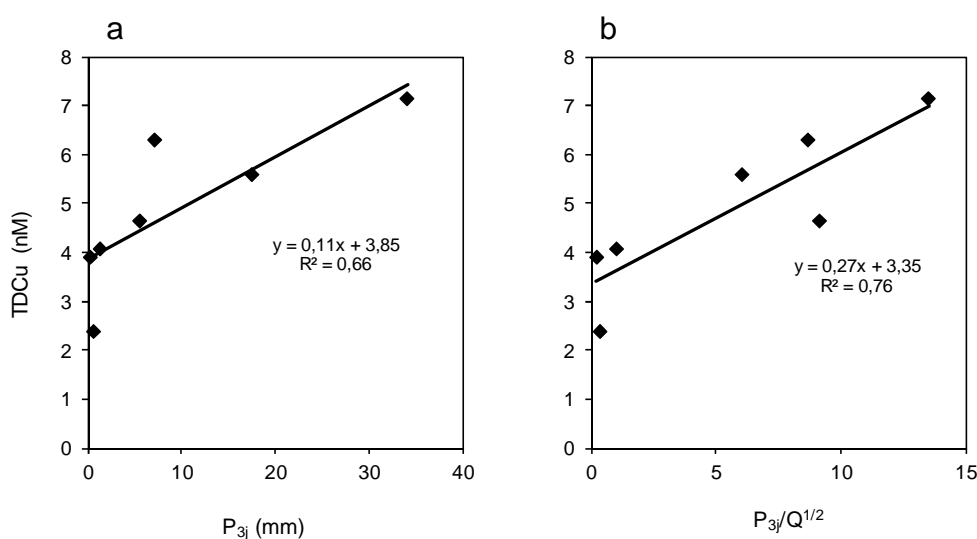 a
8
7
6
5
4
3
2
1
0
TDCu (nM)
y = 0,11x + 3,85
R² = 0,66
0 10 20 30 40
P3j (mm)
b
8
7
6
5
4
3
2
1
0
y = 0,27x + 3,35
R² = 0,76
0 5 10 15
P3j/Q1/2